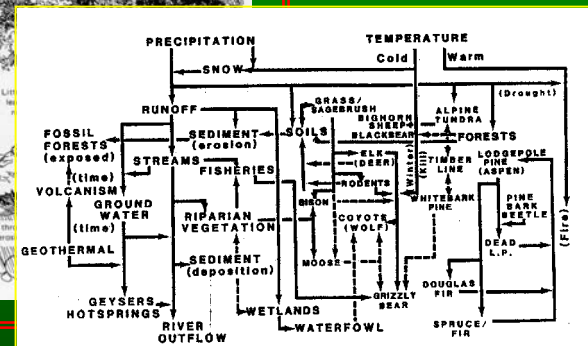 PRECIPITATION
TEMPERATURE
Cold
Warm
SNOW
(Drought)
RUNOFF
GRASS/
SAGEBRUSH
BIGHORN
SHEEP
ALPINE
TUNDRA
BLACKBEAR
FORESTS
FOSSIL
FORESTS
(exposed)
SEDIMENT
(erosion)
SOILS
STREAMS
FISHERIES
ELK
(DEER)
(Winter)
(Kill)
TIMBER
LINE
LODGEPOLE
PINE
(ASPEN)
(time)
VOLCANISM
GROUND
WATER
RODENTS
BISON
WHITEBARK
PINE
PINE
BARK
BEETLE
(Fire)
(time)
RIPARIAN
VEGETATION
COYOTE
(WOLF)
DEAD
L.P.
GEOTHERMAL
SEDIMENT
(deposition)
MOOSE
DOUGLAS
FIR
GEYSERS
HOTSPRINGS
WETLANDS
GRIZZLY
BEAR
RIVER
OUTFLOW
WATERFOWL
SPRUCE/
FIR